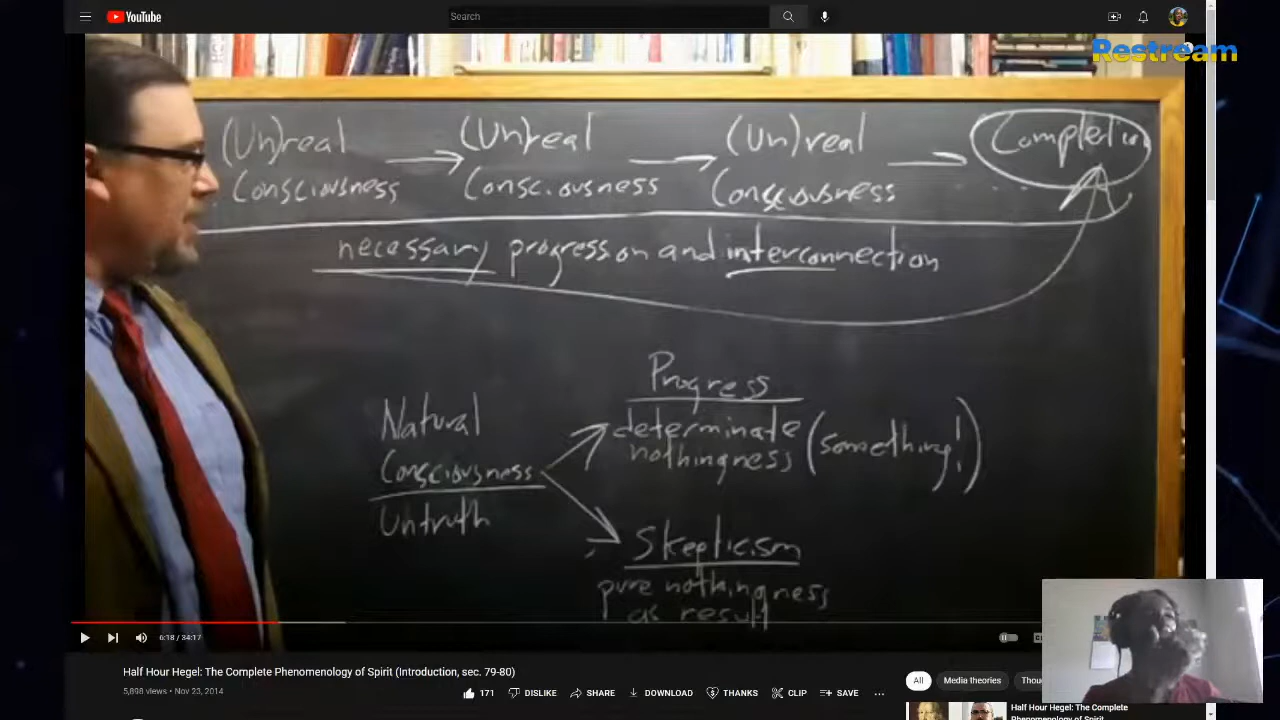 YouTube
Search
Restream
(Un)real (Un)real (Un)real Completion
Consciousness Consciousness Consciousness
necessary progression and interconnection
Progress
Natural determinate (something!)
Consciousness nothingness
Untruth
Skepticism
pure nothingness
as result
6:18 / 34:17
Half Hour Hegel: The Complete Phenomenology of Spirit (Introduction, sec. 79-80)
5,898 views • Nov 23, 2014
171 DISLIKE SHARE DOWNLOAD THANKS CLIP SAVE ...
All Media theories
Half Hour Hegel: The Complete